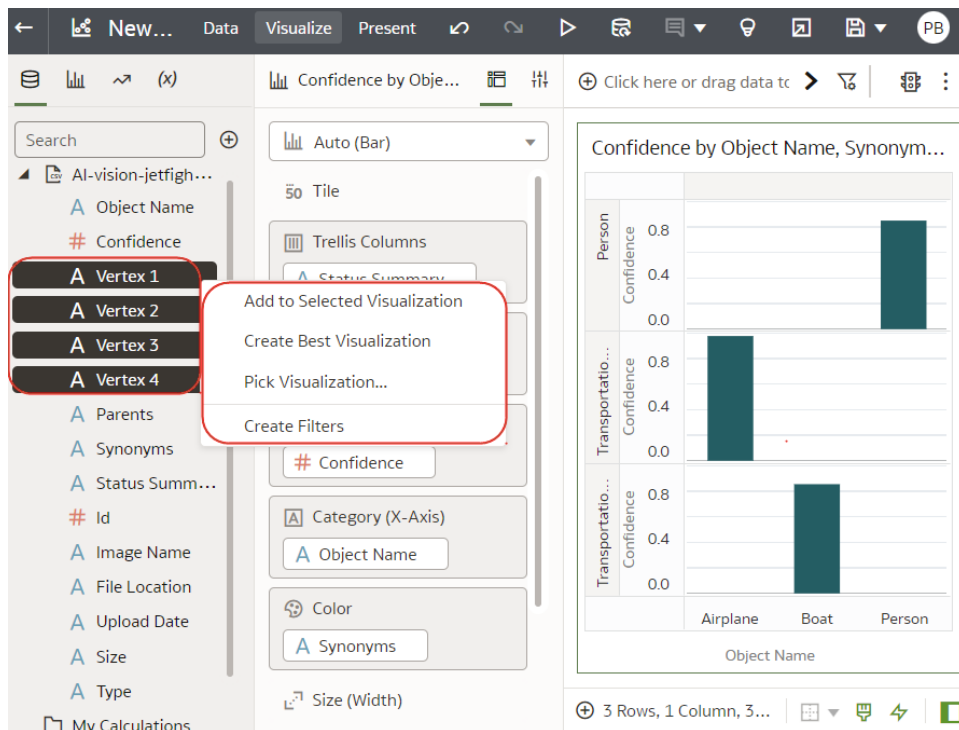 New... Data Visualize Present PB
(x)
Confidence by Obje...
Click here or drag data to
Search
AI-vision-jetfigh...
A Object Name
# Confidence
A Vertex 1
A Vertex 2
A Vertex 3
A Vertex 4
A Parents
A Synonyms
A Status Summ...
# Id
A Image Name
A File Location
A Upload Date
A Size
A Type
My Calculations
Add to Selected Visualization
Create Best Visualization
Pick Visualization...
Create Filters
Auto (Bar)
50 Tile
Trellis Columns
A Status Summary
# Confidence
A Category (X-Axis)
A Object Name
Color
A Synonyms
Size (Width)
Confidence by Object Name, Synonym...
Person
Confidence
0.8
0.4
0.0
Transportatio...
Confidence
0.8
0.4
0.0
Transportatio...
Confidence
0.8
0.4
0.0
Airplane Boat Person
Object Name
3 Rows, 1 Column, 3...